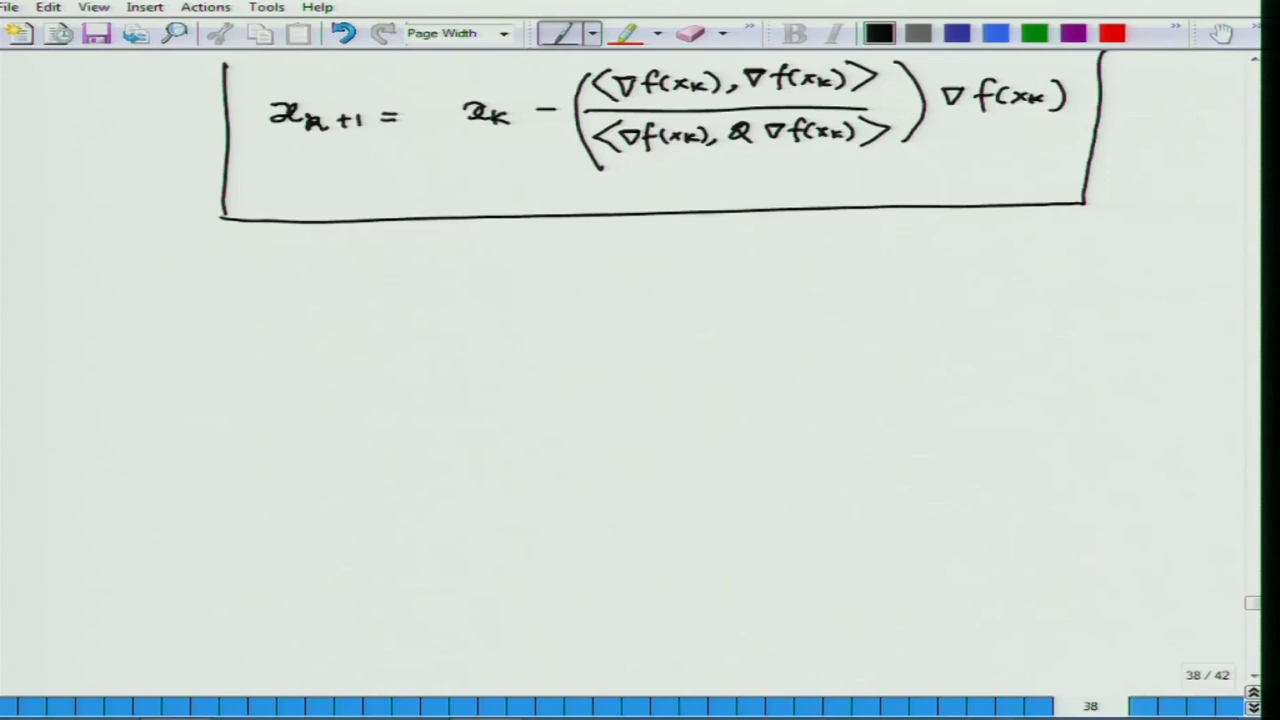 File Edit View Insert Actions Tools Help
Page Width
B I
x_{k+1} = x_k - (<∇f(x_k), ∇f(x_k)> / <∇f(x_k), Q ∇f(x_k)>) ∇f(x_k)
38 / 42
38